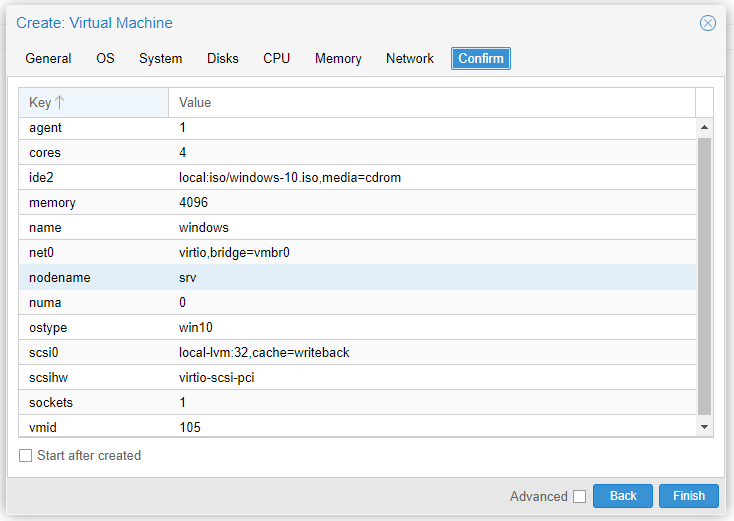 Create: Virtual Machine
General OS System Disks CPU Memory Network Confirm
Key Value
agent 1
cores 4
ide2 local:iso/windows-10.iso,media=cdrom
memory 4096
name windows
net0 virtio,bridge=vmbr0
nodename srv
numa 0
ostype win10
scsi0 local-lvm:32,cache=writeback
scsihw virtio-scsi-pci
sockets 1
vmid 105
Start after created
Advanced Back Finish